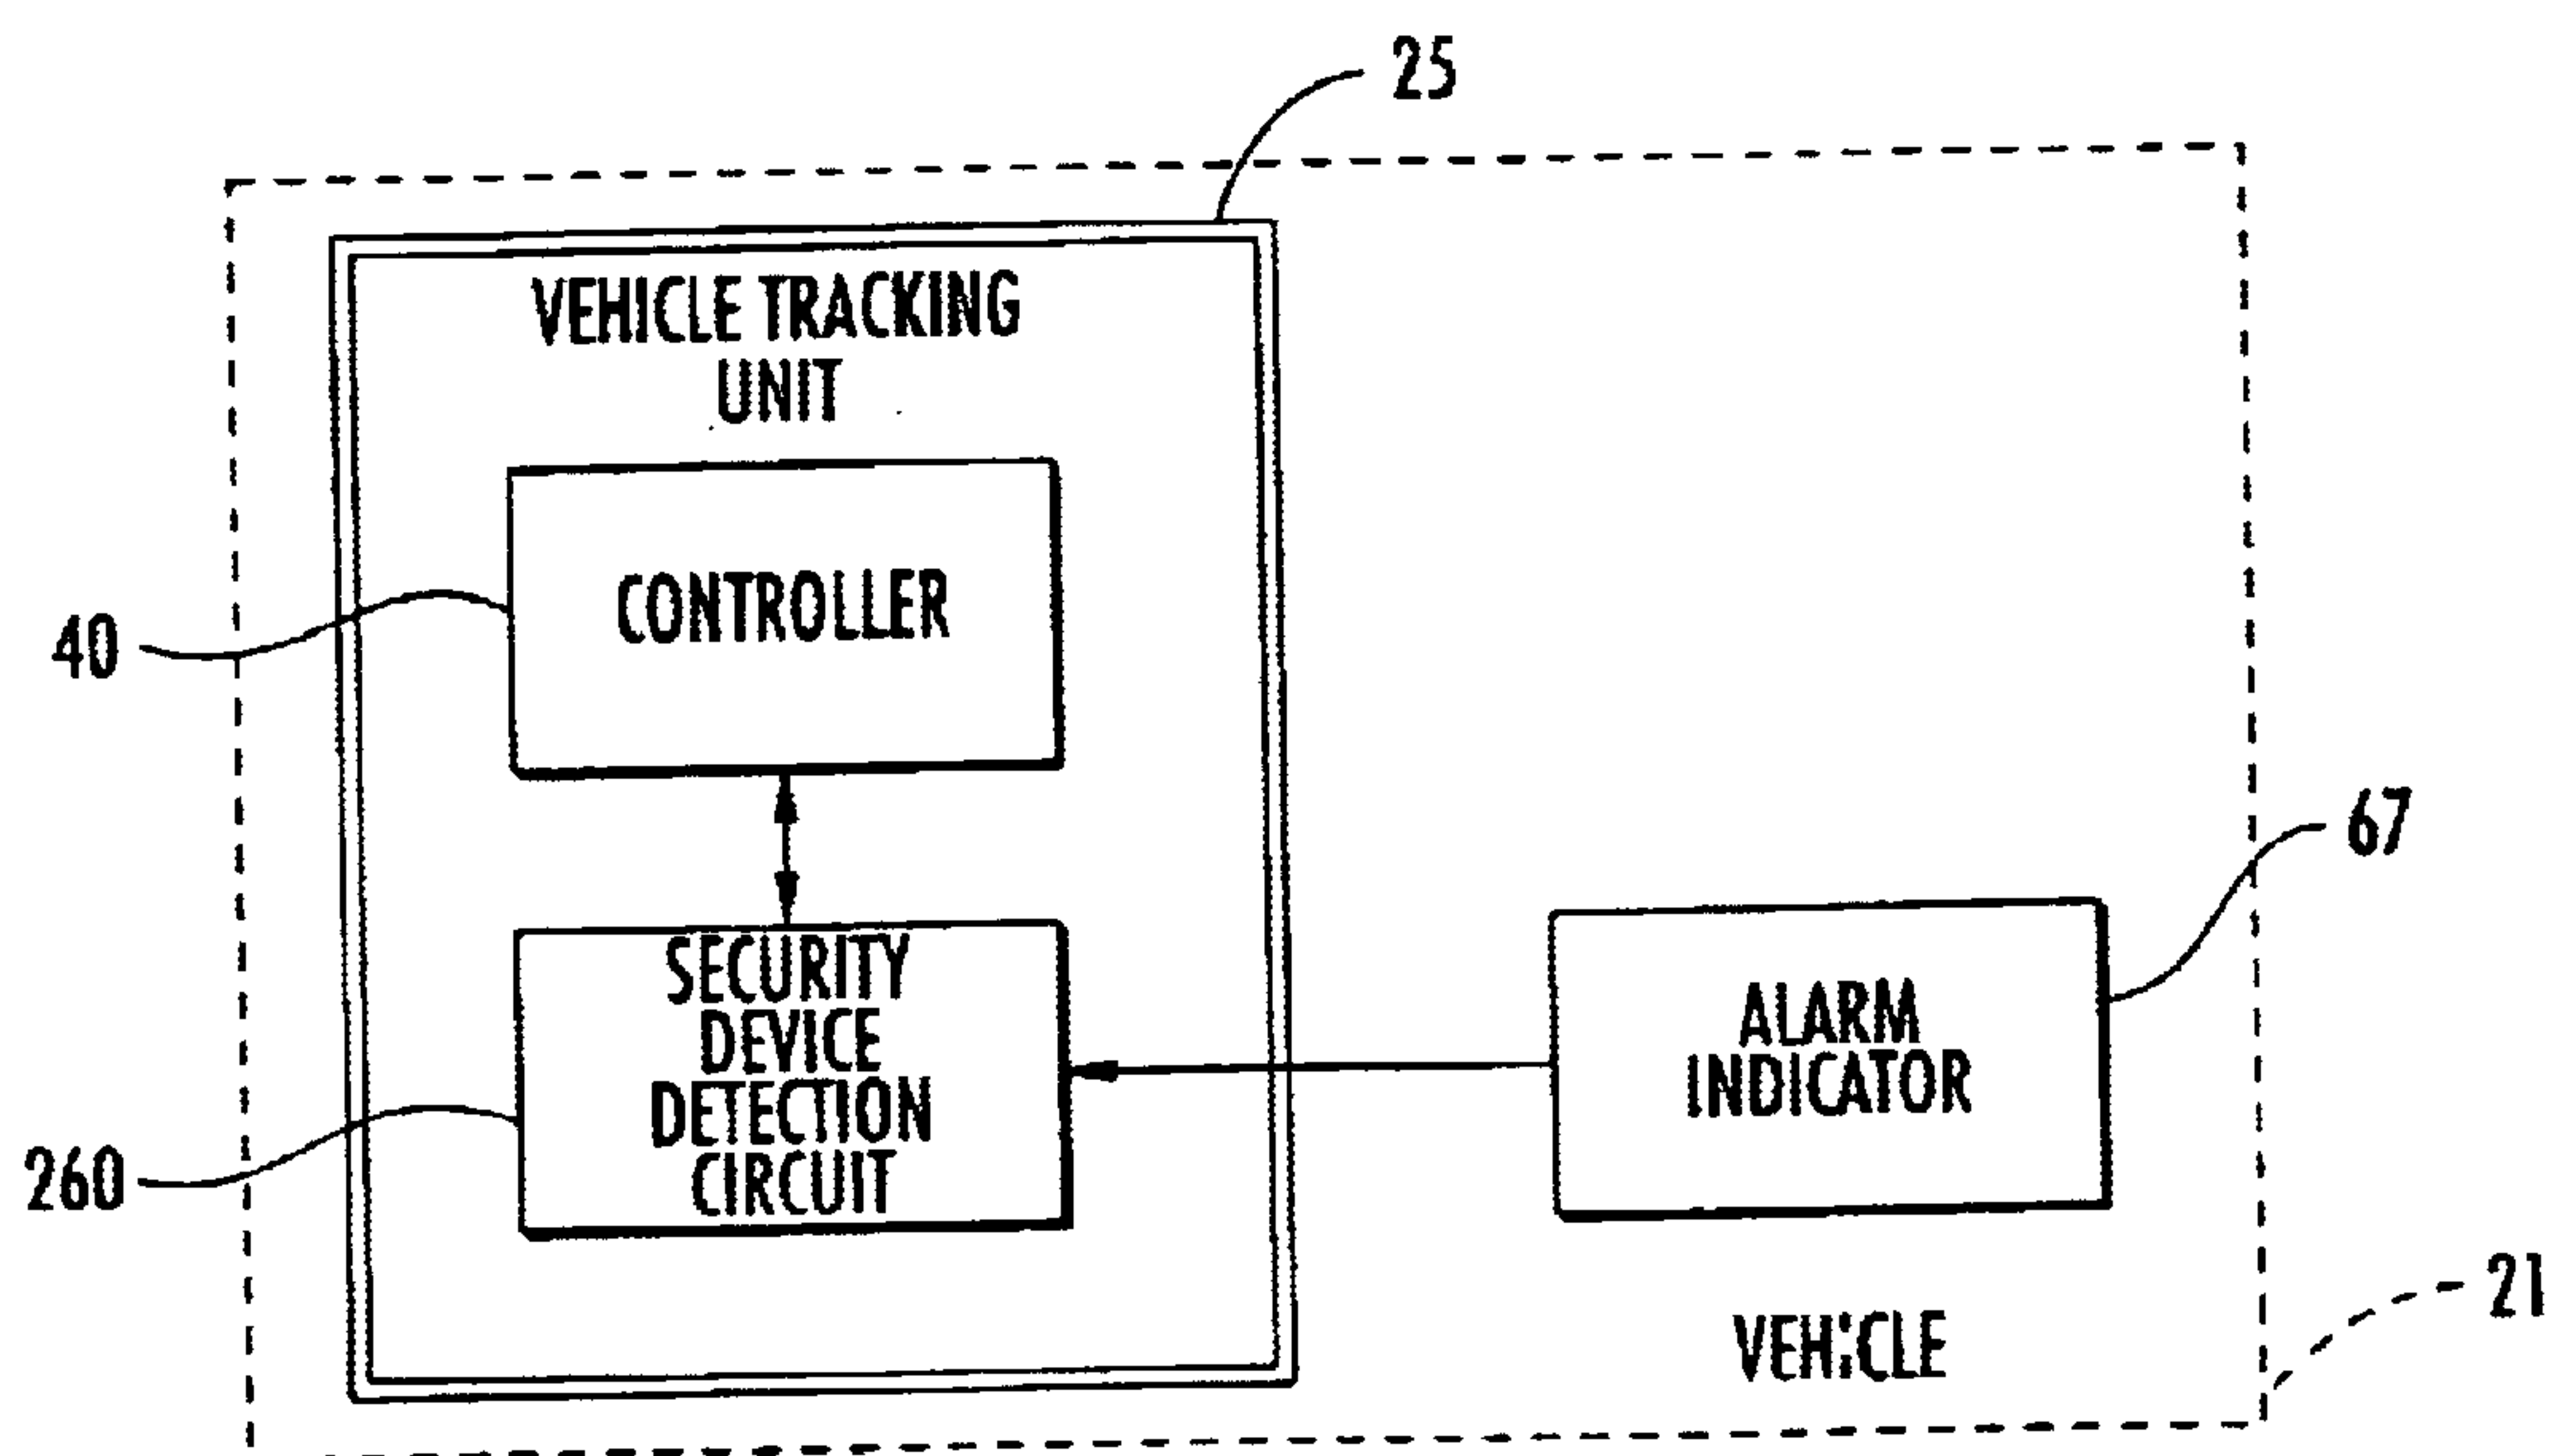 25
VEHICLE TRACKING
UNIT
CONTROLLER
40
67
SECURITY
DEVICE
DETECTION
CIRCUIT
ALARM
INDICATOR
260
VEHICLE
21